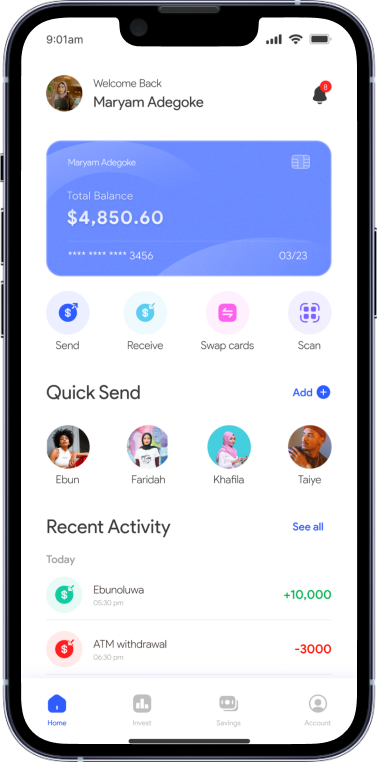 9:01am
Welcome Back
Maryam Adegoke
8
Maryam Adegoke
Total Balance
$4,850.60
**** **** **** 3456 03/23
Send Receive Swap cards Scan
Quick Send Add
Ebun Faridah Khafila Taiye
Recent Activity See all
Today
Ebunoluwa
05:30 pm
+10,000
ATM withdrawal
06:30 pm
-3000
Home Invest Savings Account